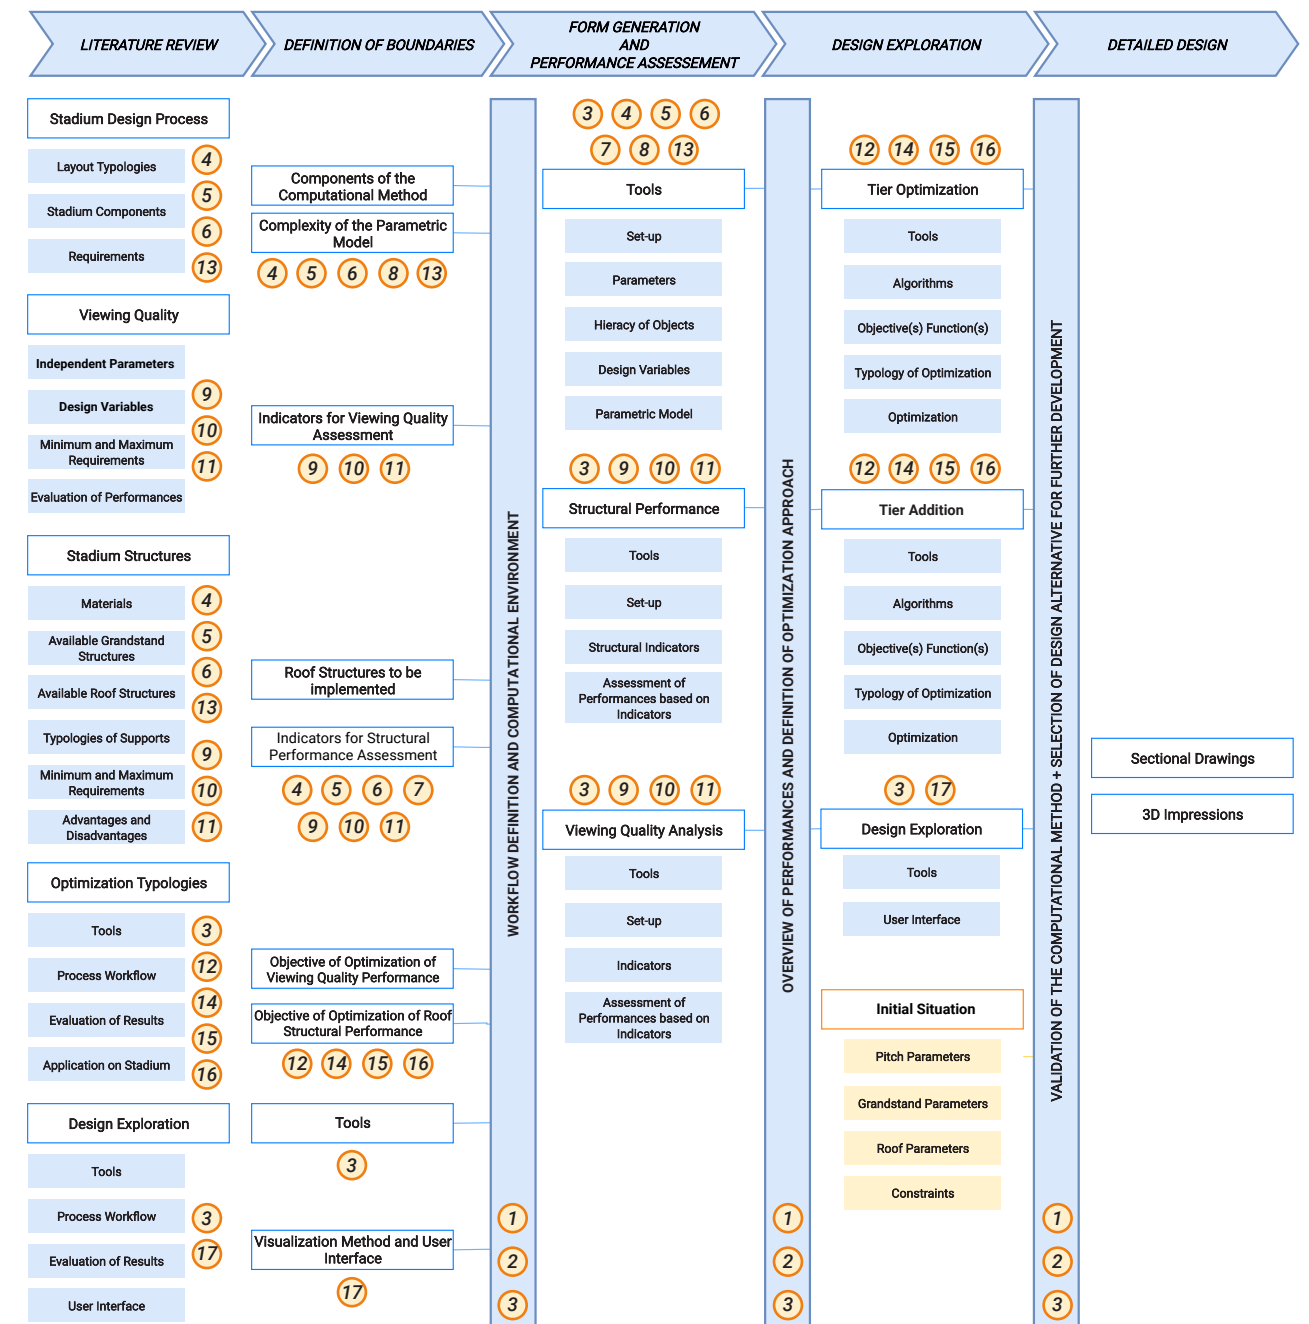 LITERATURE REVIEW
DEFINITION OF BOUNDARIES
FORM GENERATION
AND
PERFORMANCE ASSESSEMENT
DESIGN EXPLORATION
DETAILED DESIGN
Stadium Design Process
Layout Typologies
Stadium Components
Requirements
4
5
6
13
Viewing Quality
Independent Parameters
Design Variables
Minimum and Maximum
Requirements
Evaluation of Performances
9
10
11
Stadium Structures
Materials
Available Grandstand
Structures
Available Roof Structures
Typologies of Supports
Minimum and Maximum
Requirements
Advantages and
Disadvantages
4
5
6
13
9
10
11
Optimization Typologies
Tools
Process Workflow
Evaluation of Results
Application on Stadium
3
12
14
15
16
Design Exploration
Tools
Process Workflow
Evaluation of Results
User Interface
3
17
Components of the
Computational Method
Complexity of the Parametric
Model
4 5 6 8 13
Indicators for Viewing Quality
Assessment
9 10 11
Roof Structures to be
implemented
Indicators for Structural
Performance Assessment
4 5 6 7
9 10 11
Objective of Optimization of
Viewing Quality Performance
Objective of Optimization of Roof
Structural Performance
12 14 15 16
Tools
3
Visualization Method and User
Interface
17
WORKFLOW DEFINITION AND COMPUTATIONAL ENVIRONMENT
1
2
3
3 4 5 6
7 8 13
Tools
Set-up
Parameters
Hieracy of Objects
Design Variables
Parametric Model
3 9 10 11
Structural Performance
Tools
Set-up
Structural Indicators
Assessment of
Performances based on
Indicators
3 9 10 11
Viewing Quality Analysis
Tools
Set-up
Indicators
Assessment of
Performances based on
Indicators
OVERVIEW OF PERFORMANCES AND DEFINITION OF OPTIMIZATION APPROACH
1
2
3
12 14 15 16
Tier Optimization
Tools
Algorithms
Objective(s) Function(s)
Typology of Optimization
Optimization
12 14 15 16
Tier Addition
Tools
Algorithms
Objective(s) Function(s)
Typology of Optimization
Optimization
3 17
Design Exploration
Tools
User Interface
Initial Situation
Pitch Parameters
Grandstand Parameters
Roof Parameters
Constraints
VALIDATION OF THE COMPUTATIONAL METHOD + SELECTION OF DESIGN ALTERNATIVE FOR FURTHER DEVELOPMENT
1
2
3
Sectional Drawings
3D Impressions